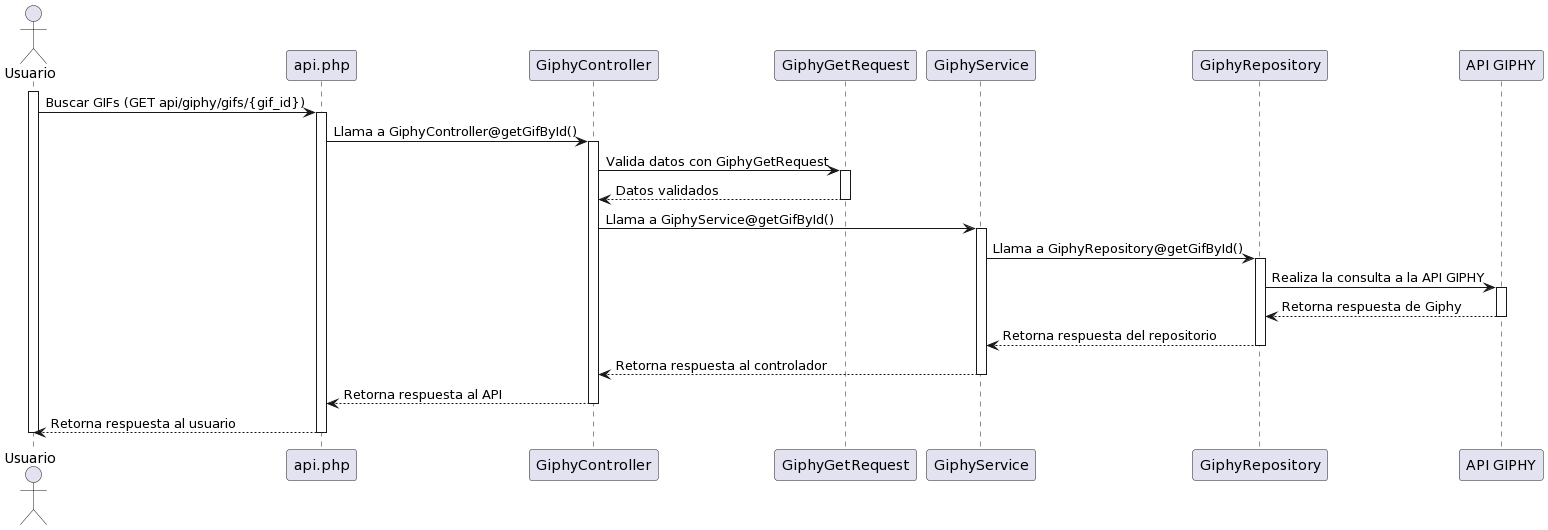 Usuario
api.php
GiphyController
GiphyGetRequest
GiphyService
GiphyRepository
API GIPHY
Buscar GIFs (GET api/giphy/gifs/{gif_id})
Llama a GiphyController@getGifById()
Valida datos con GiphyGetRequest
Datos validados
Llama a GiphyService@getGifById()
Llama a GiphyRepository@getGifById()
Realiza la consulta a la API GIPHY
Retorna respuesta de Giphy
Retorna respuesta del repositorio
Retorna respuesta al controlador
Retorna respuesta al API
Retorna respuesta al usuario
Usuario
api.php
GiphyController
GiphyGetRequest
GiphyService
GiphyRepository
API GIPHY